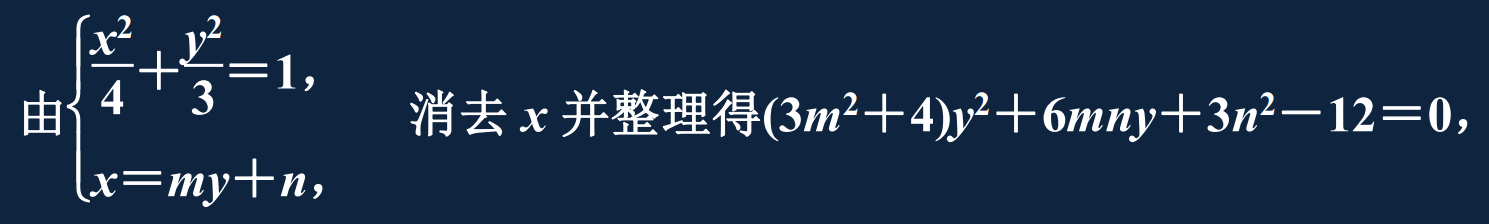 由{x²/4+y²/3=1, x=my+n, 消去 x 并整理得(3m²+4)y²+6mny+3n²-12=0,